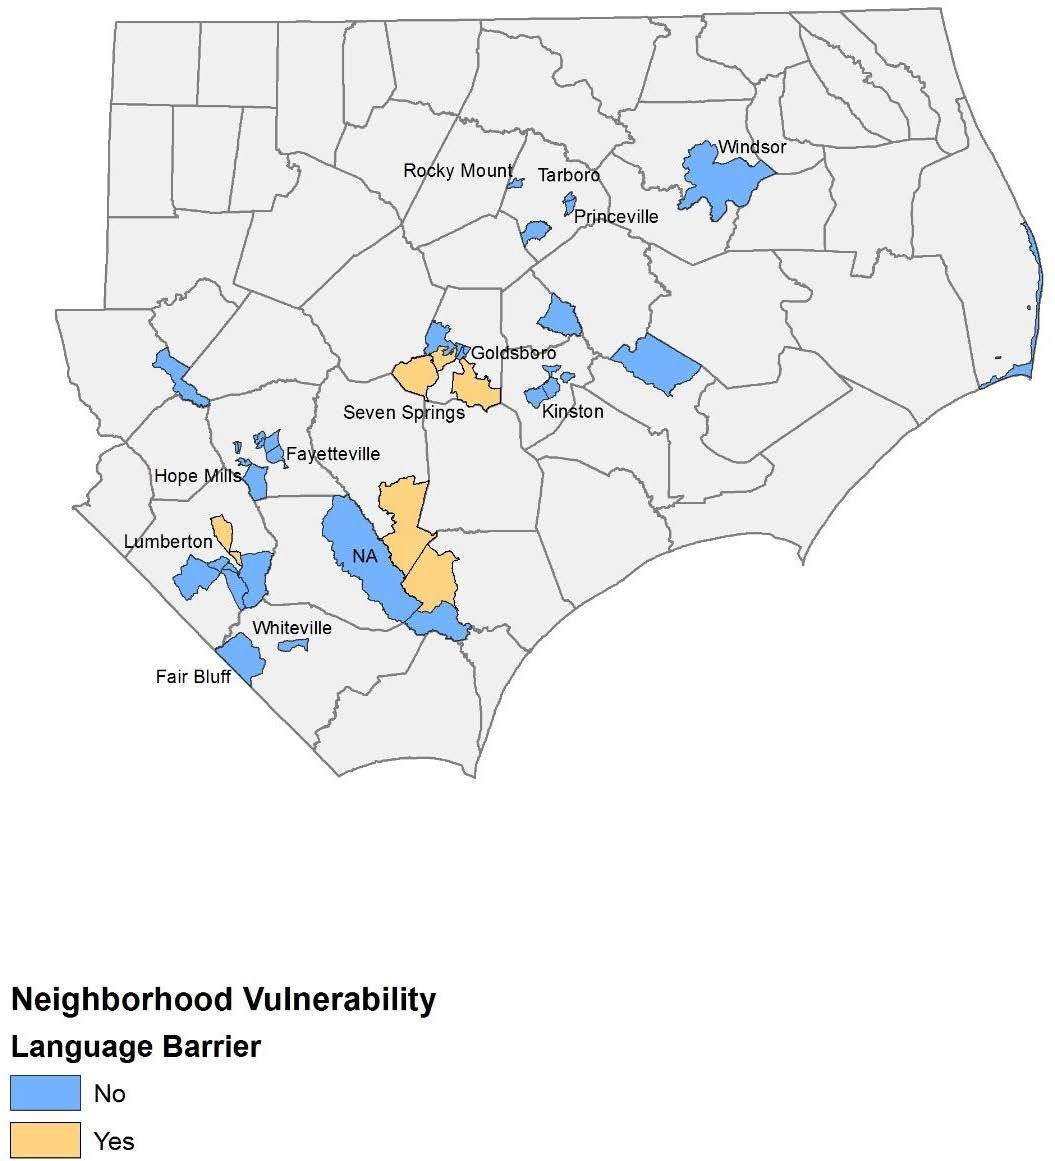 Windsor
Rocky Mount
Tarboro
Princeville
Goldsboro
Seven Springs
Kinston
Fayetteville
Hope Mills
Lumberton
NA
Whiteville
Fair Bluff
Neighborhood Vulnerability
Language Barrier
No
Yes